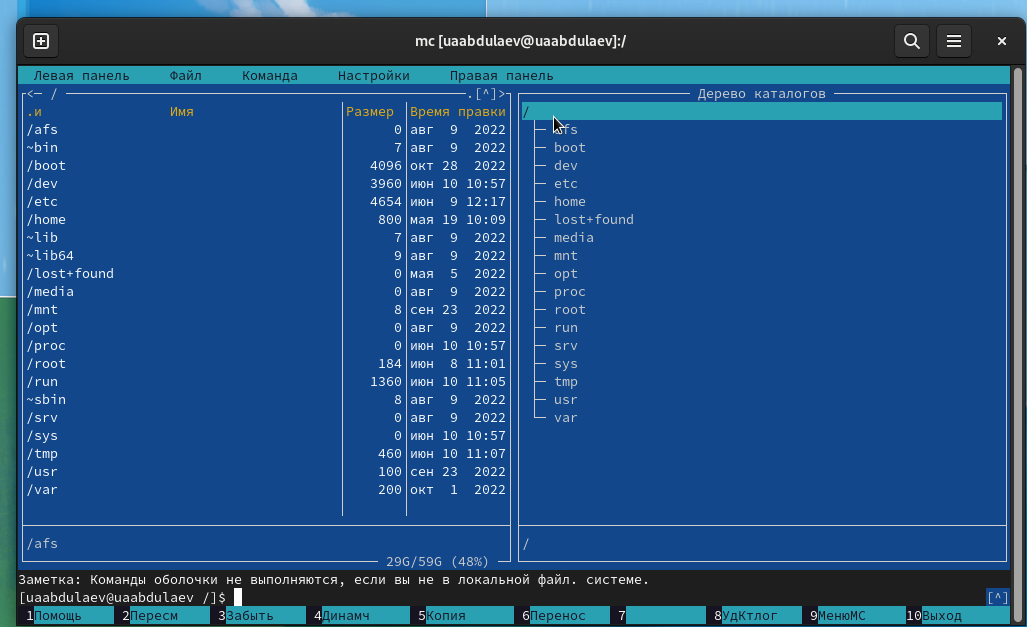 mc [uaabdulaev@uaabdulaev]:/
Левая панель Файл Команда Настройки Правая панель
<─ / .[^]> Дерево каталогов
.и Имя Размер Время правки /
/afs 0 авг 9 2022 afs
~bin 7 авг 9 2022 boot
/boot 4096 окт 28 2022 dev
/dev 3960 июн 10 10:57 etc
/etc 4654 июн 9 12:17 home
/home 800 мая 19 10:09 lost+found
~lib 7 авг 9 2022 media
~lib64 9 авг 9 2022 mnt
/lost+found 0 мая 5 2022 opt
/media 0 авг 9 2022 proc
/mnt 8 сен 23 2022 root
/opt 0 авг 9 2022 run
/proc 0 июн 10 10:57 srv
/root 184 июн 8 11:01 sys
/run 1360 июн 10 11:05 tmp
~sbin 8 авг 9 2022 usr
/srv 0 авг 9 2022 var
/sys 0 июн 10 10:57
/tmp 460 июн 10 11:07
/usr 100 сен 23 2022
/var 200 окт 1 2022
/afs /
29G/59G (48%)
Заметка: Команды оболочки не выполняются, если вы не в локальной файл. системе.
[uaabdulaev@uaabdulaev /]$ [^]
1Помощь 2Пересм 3Забыть 4Динамч 5Копия 6Перенос 7 8УдКтлог 9МенюМС 10Выход